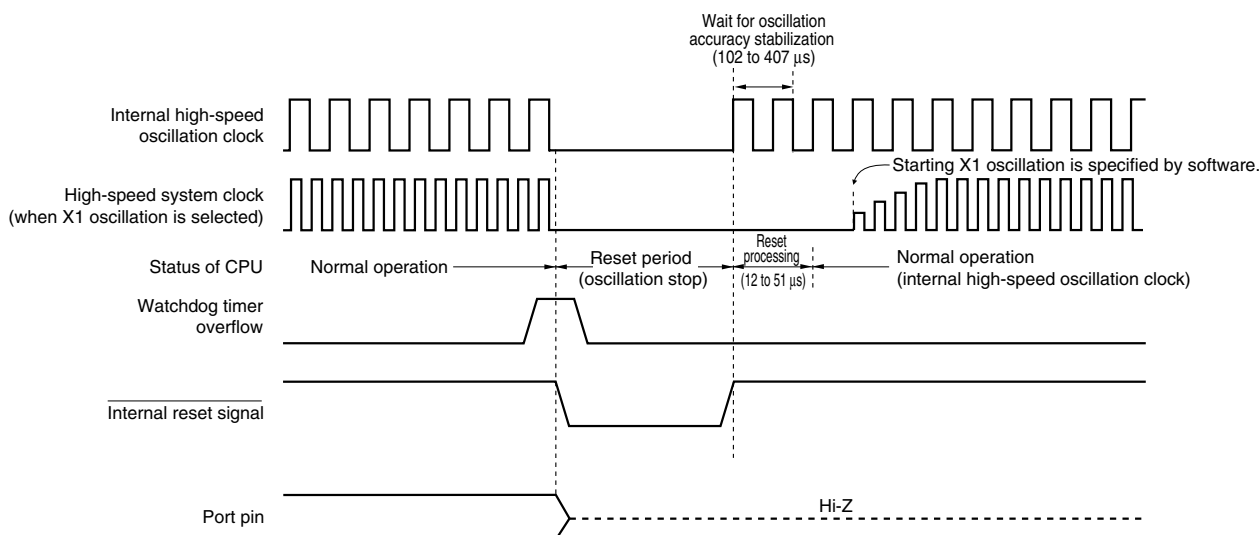 Wait for oscillation
accuracy stabilization
(102 to 407 μs)
Internal high-speed
oscillation clock
Starting X1 oscillation is specified by software.
High-speed system clock
(when X1 oscillation is selected)
Status of CPU
Normal operation
Reset period
(oscillation stop)
Reset
processing
(12 to 51 μs)
Normal operation
(internal high-speed oscillation clock)
Watchdog timer
overflow
Internal reset signal
Hi-Z
Port pin